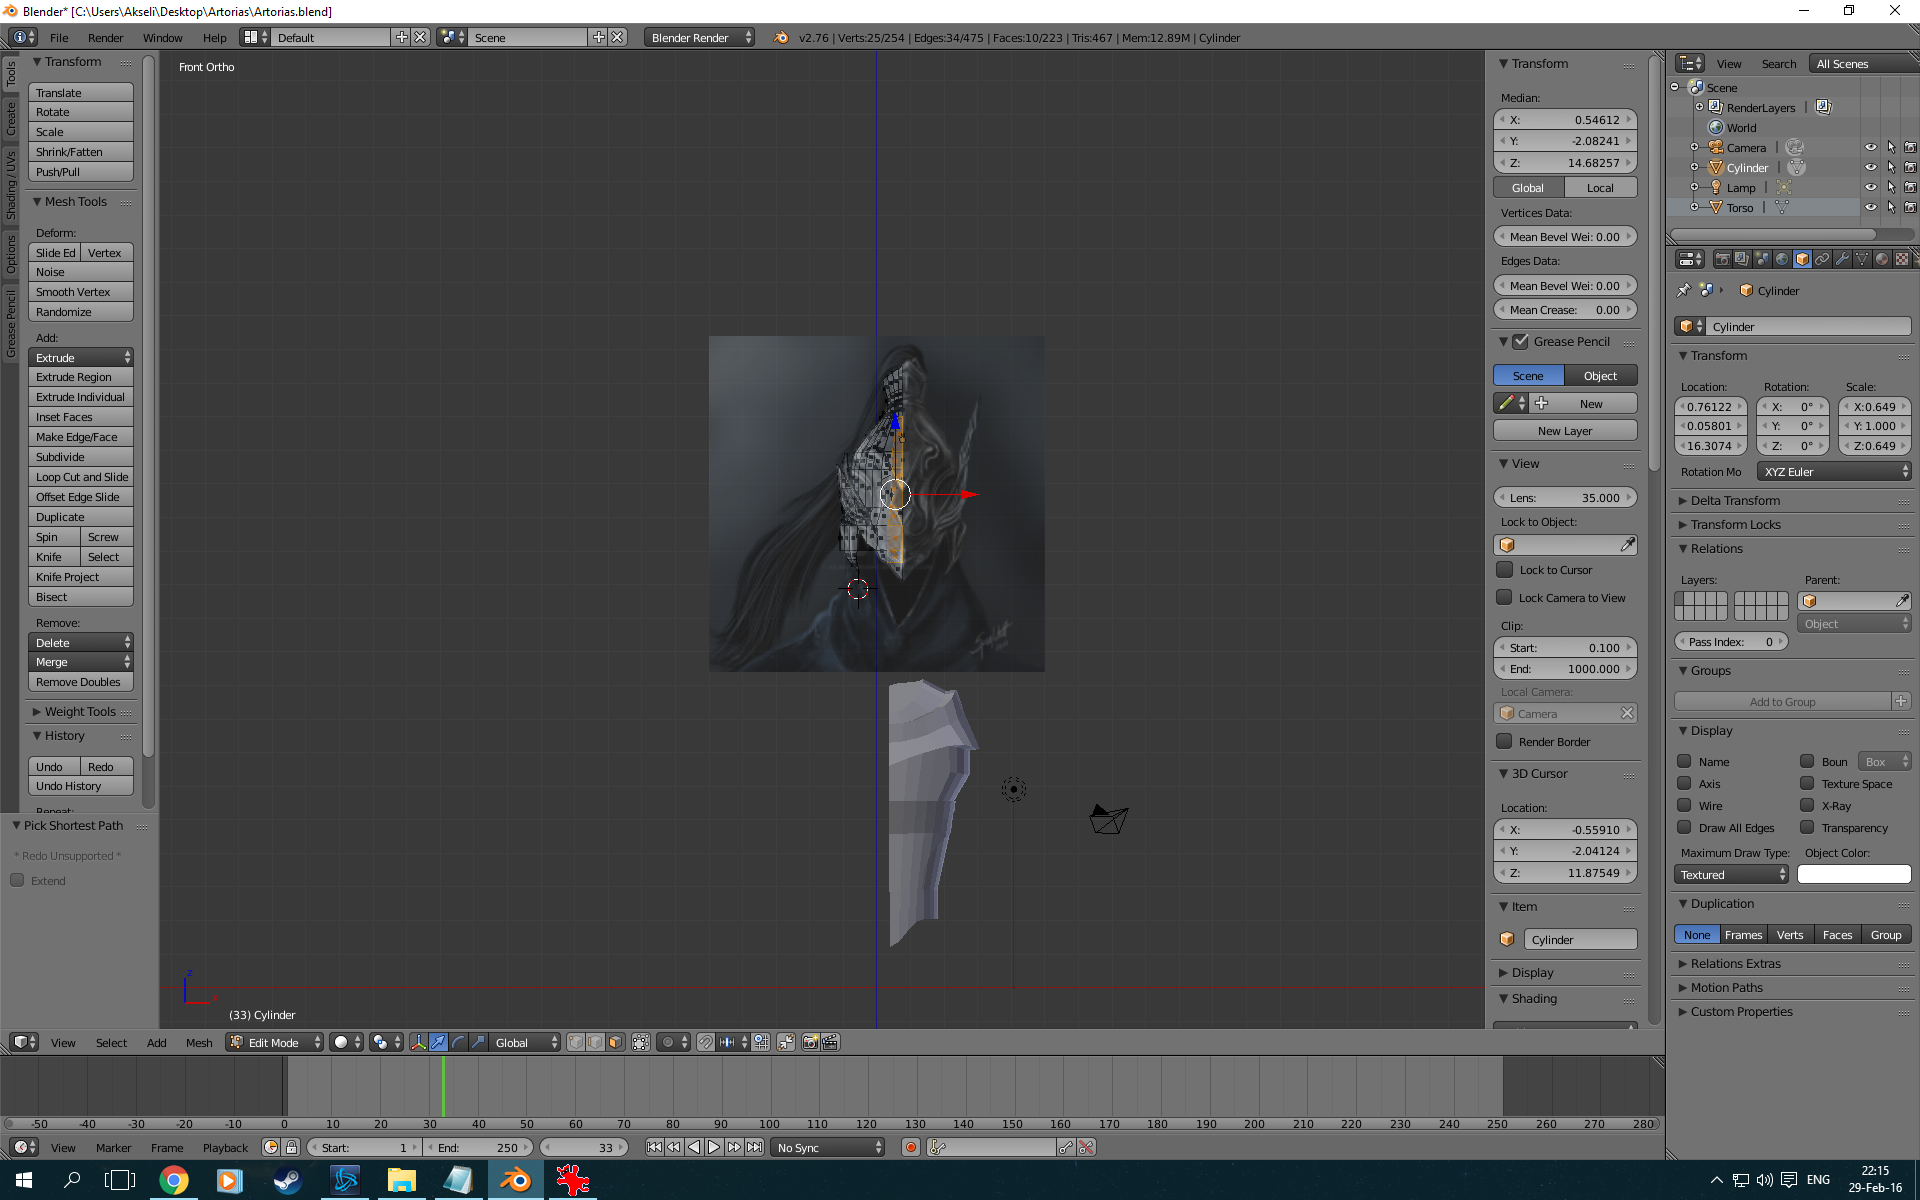 Blender* [C:\Users\Akseli\Desktop\Artorias\Artorias.blend]
File Render Window Help Default Scene Blender Render v2.76 | Verts:25/254 | Edges:34/475 | Faces:10/223 | Tris:467 | Mem:12.89M | Cylinder
Tools
Create
Shading / UVs
Options
Grease Pencil
Transform
Translate
Rotate
Scale
Shrink/Fatten
Push/Pull
Mesh Tools
Deform:
Slide Ed Vertex
Noise
Smooth Vertex
Randomize
Add:
Extrude
Extrude Region
Extrude Individual
Inset Faces
Make Edge/Face
Subdivide
Loop Cut and Slide
Offset Edge Slide
Duplicate
Spin Screw
Knife Select
Knife Project
Bisect
Remove:
Delete
Merge
Remove Doubles
Weight Tools
History
Undo Redo
Undo History
Repeat:
Pick Shortest Path
* Redo Unsupported *
Extend
Front Ortho
z
x
(33) Cylinder
Transform
Median:
X: 0.54612
Y: -2.08241
Z: 14.68257
Global Local
Vertices Data:
Mean Bevel Wei: 0.00
Edges Data:
Mean Bevel Wei: 0.00
Mean Crease: 0.00
Grease Pencil
Scene Object
New
New Layer
View
Lens: 35.000
Lock to Object:
Lock to Cursor
Lock Camera to View
Clip:
Start: 0.100
End: 1000.000
Local Camera:
Camera
Render Border
3D Cursor
Location:
X: -0.55910
Y: -2.04124
Z: 11.87549
Item
Cylinder
Display
Shading
View Search All Scenes
Scene
RenderLayers |
World
Camera |
Cylinder |
Lamp |
Torso |
Cylinder
Cylinder
Transform
Location: Rotation: Scale:
0.76122 X: 0° X:0.649
0.05801 Y: 0° Y: 1.000
16.3074 Z: 0° Z:0.649
Rotation Mo XYZ Euler
Delta Transform
Transform Locks
Relations
Layers: Parent:
Object
Pass Index: 0
Groups
Add to Group
Display
Name Boun Box
Axis Texture Space
Wire X-Ray
Draw All Edges Transparency
Maximum Draw Type: Object Color:
Textured
Duplication
None Frames Verts Faces Group
Relations Extras
Motion Paths
Custom Properties
View Select Add Mesh Edit Mode Global
-50 -40 -30 -20 -10 0 10 20 30 40 50 60 70 80 90 100 110 120 130 140 150 160 170 180 190 200 210 220 230 240 250 260 270 280
View Marker Frame Playback Start: 1 End: 250 33 No Sync
ENG 22:15
29-Feb-16